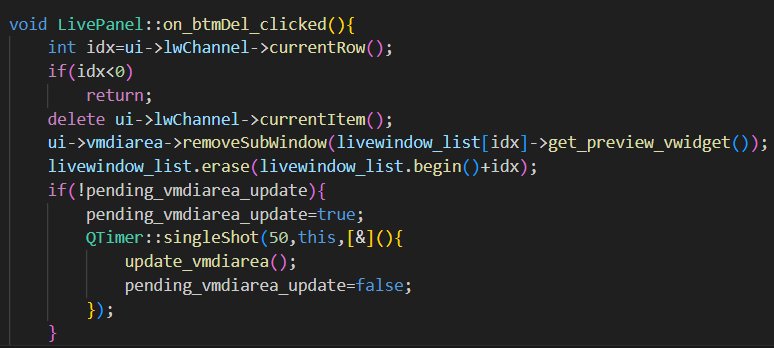 void LivePanel::on_btmDel_clicked(){
    int idx=ui->lwChannel->currentRow();
    if(idx<0)
        return;
    delete ui->lwChannel->currentItem();
    ui->vmdiarea->removeSubWindow(livewindow_list[idx]->get_preview_vwidget());
    livewindow_list.erase(livewindow_list.begin()+idx);
    if(!pending_vmdiarea_update){
        pending_vmdiarea_update=true;
        QTimer::singleShot(50,this,[&](){
            update_vmdiarea();
            pending_vmdiarea_update=false;
        });
    }